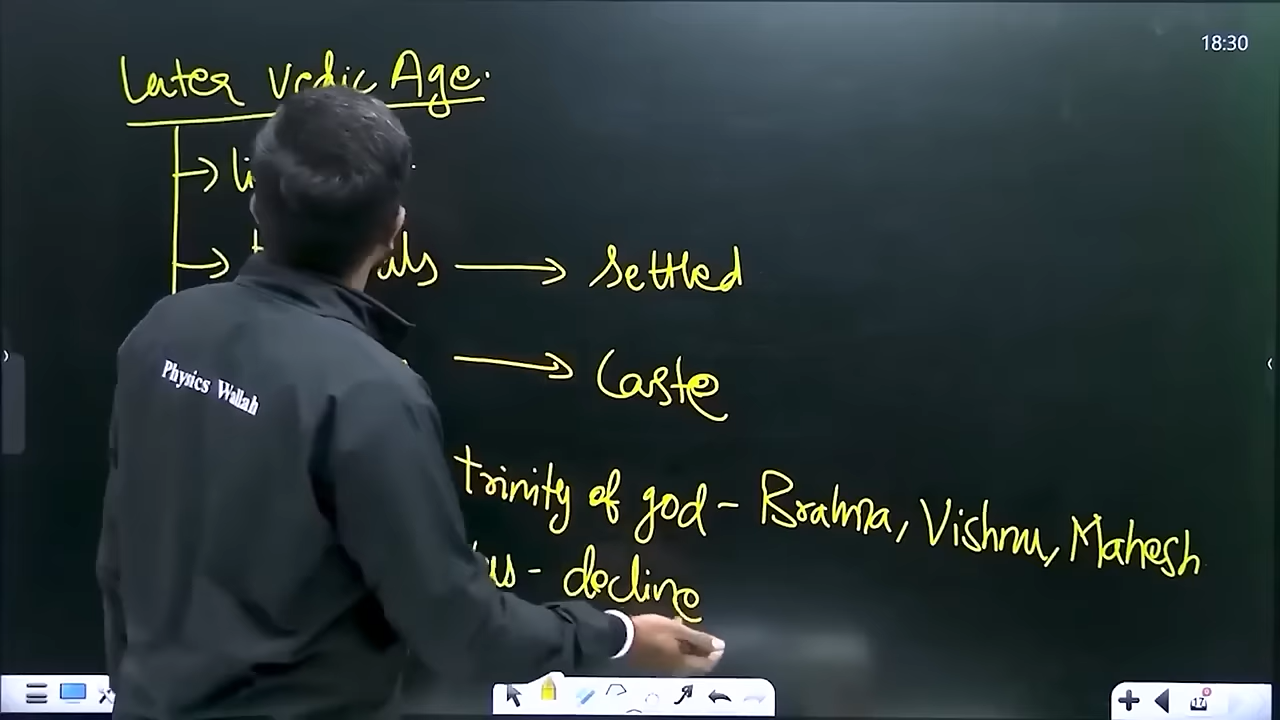 Later Vedic Age.
18:30
→ settled
→ Caste
trinity of god - Brahma, Vishnu, Mahesh
- decline
Physics Wallah